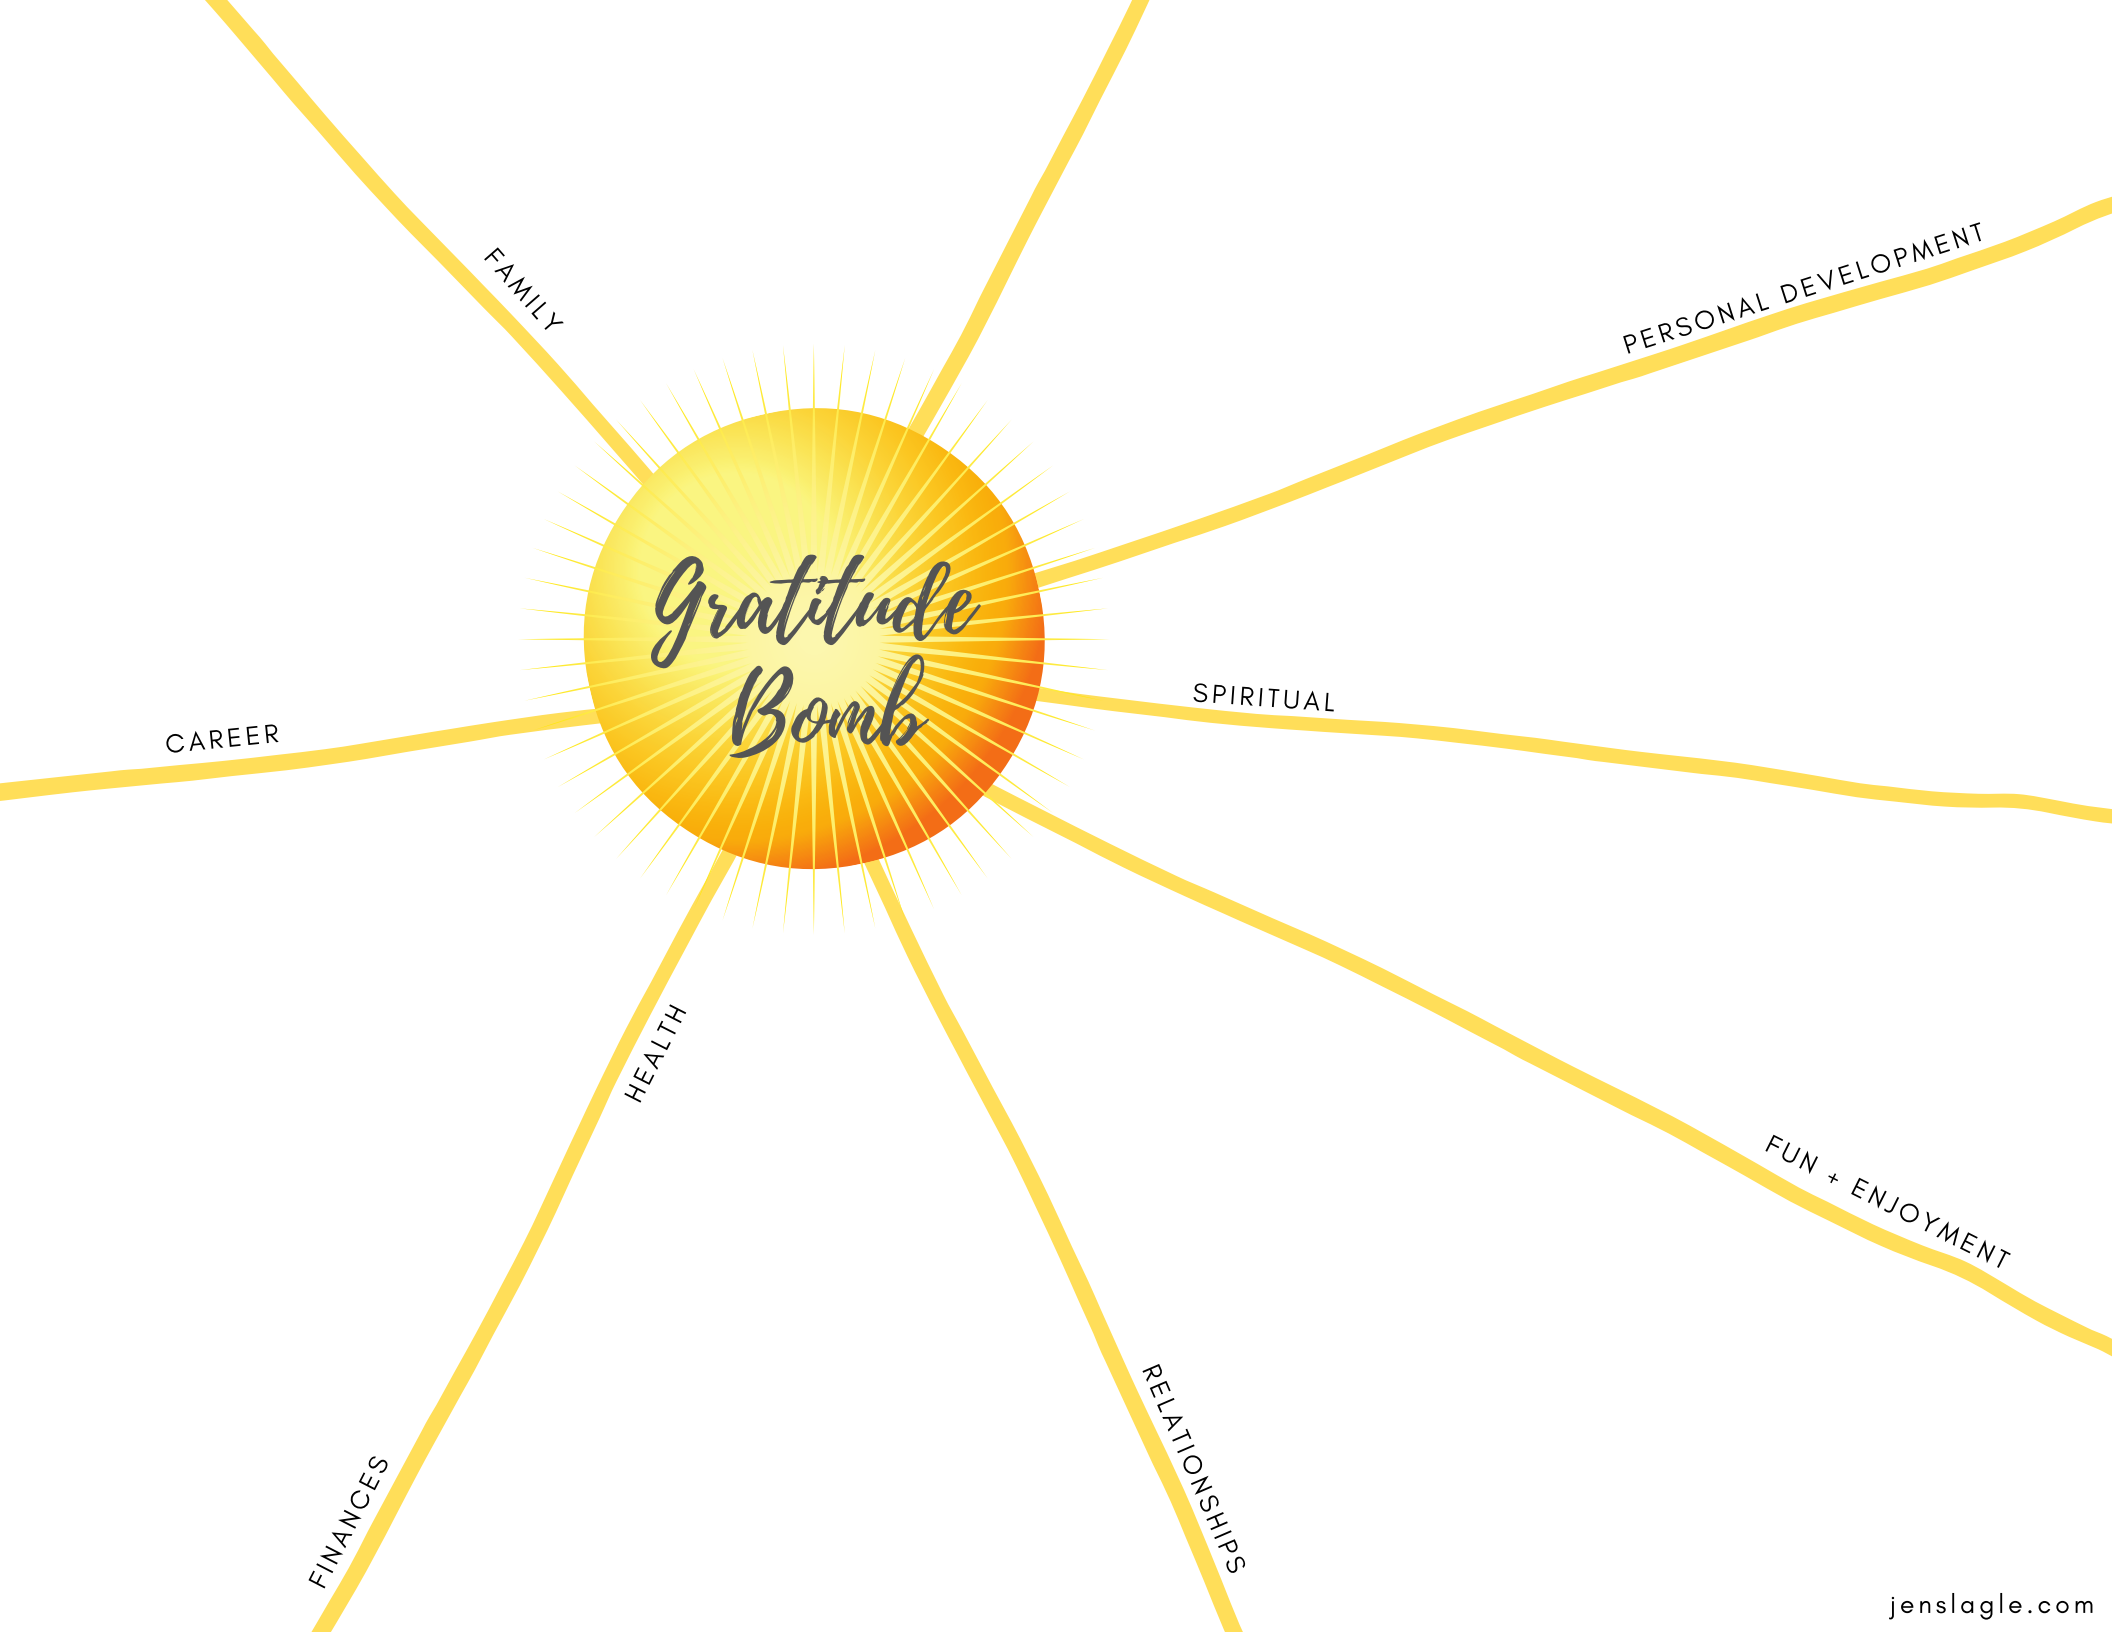 FAMILY
PERSONAL DEVELOPMENT
Gratitude
Bomb
SPIRITUAL
CAREER
HEALTH
FUN + ENJOYMENT
RELATIONSHIPS
FINANCES
jenslagle.com